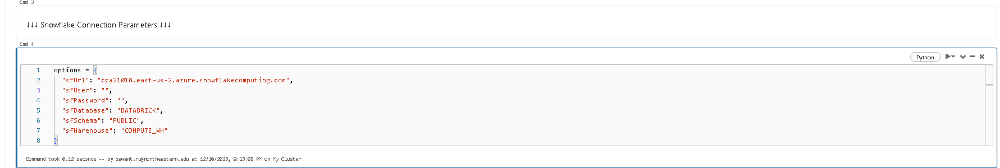 Cmd 3
↓↓↓ Snowflake Connection Parameters ↓↓↓
Cmd 4
Python
1 options = {
2 "sfUrl": "cca21018.east-us-2.azure.snowflakecomputing.com",
3 "sfUser": "",
4 "sfPassword": "",
5 "sfDatabase": "DATABRICK",
6 "sfSchema": "PUBLIC",
7 "sfWarehouse": "COMPUTE_WH"
8 }
Command took 0.12 seconds -- by sawant.ru@northeastern.edu at 12/10/2023, 9:13:08 PM on My Cluster